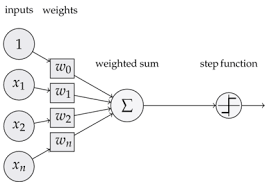 inputs weights
1
w₀
weighted sum
step function
x₁
w₁
Σ
x₂
w₂
wₙ
xₙ